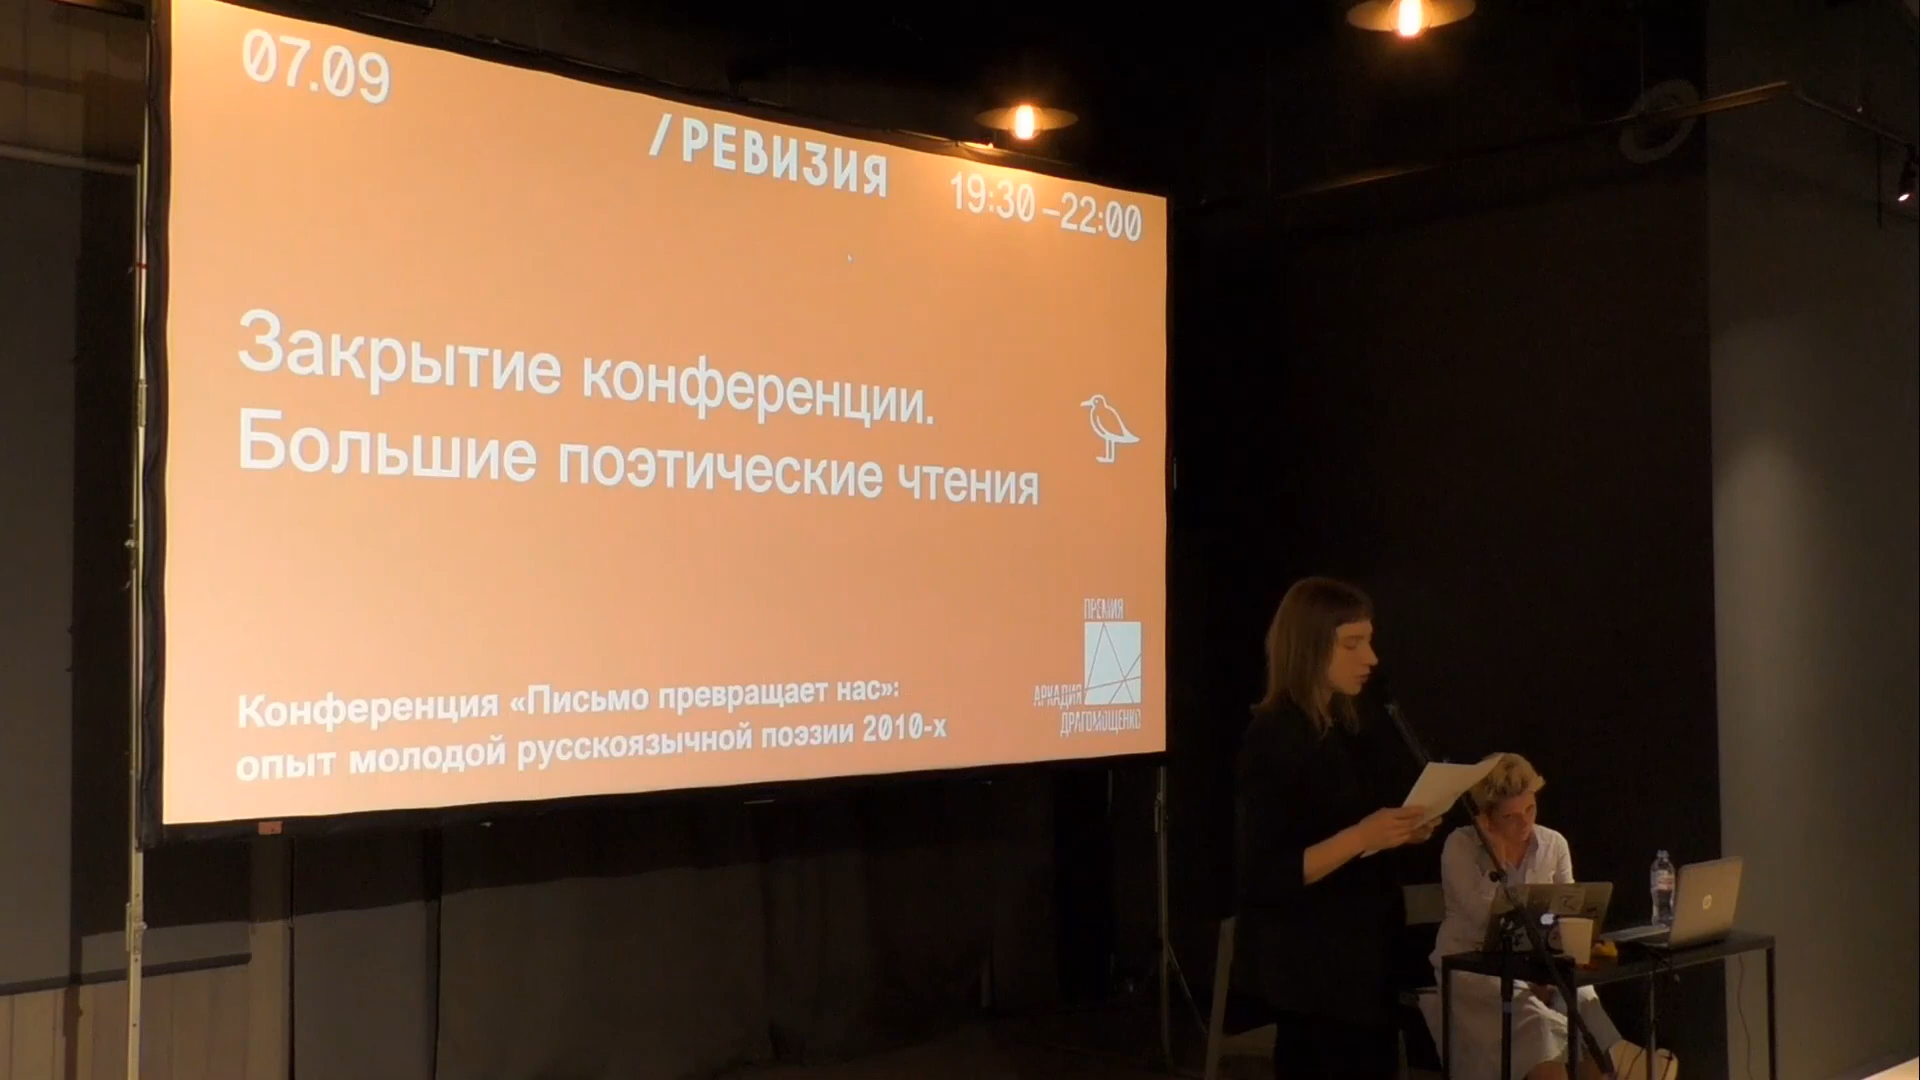 07.09
/РЕВИЗИЯ
19:30–22:00
Закрытие конференции.
Большие поэтические чтения
ПРЕМИЯ
АРКАДИЯ
ДРАГОМОЩЕНКО
Конференция «Письмо превращает нас»:
опыт молодой русскоязычной поэзии 2010-х